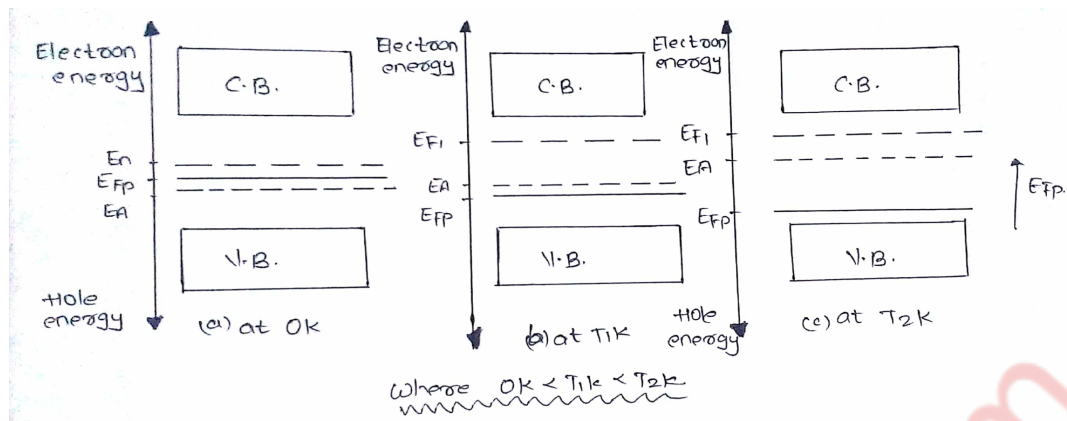 Electron
energy
C.B.
En
EFp
EA
V.B.
Hole
energy
(a) at 0K
Electron
energy
C.B.
EFi
EA
EFp
V.B.
(b) at T1K
Electron
energy
C.B.
EFi
EA
EFp
EFp.
V.B.
Hole
energy
(c) at T2K
Where 0K < T1K < T2K